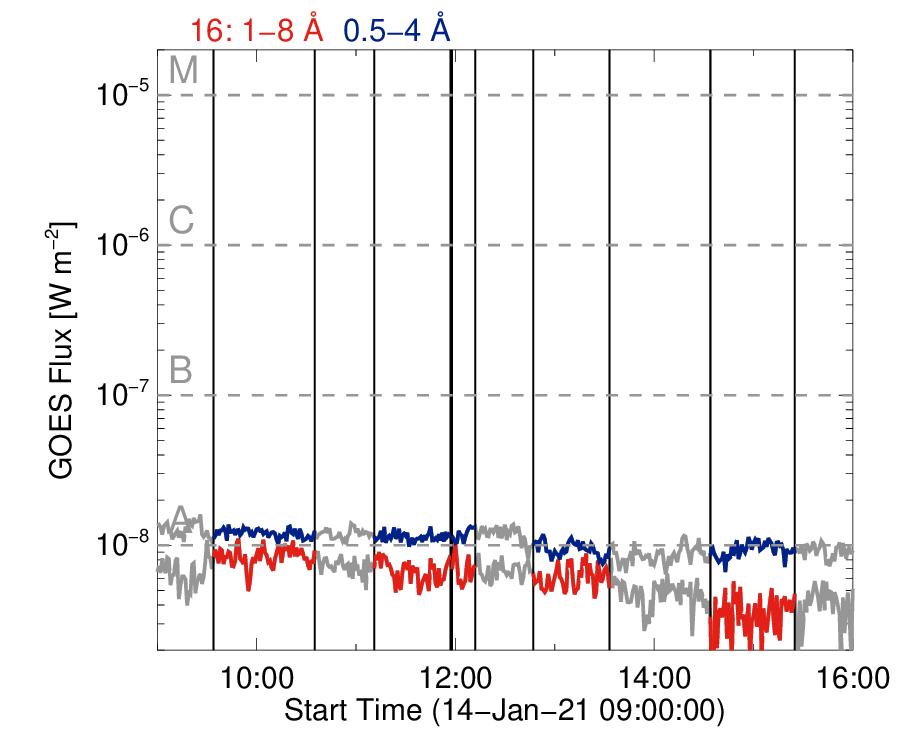 16: 1−8 Å 0.5−4 Å
M
10⁻⁵
C
10⁻⁶
B
10⁻⁷
A
10⁻⁸
GOES Flux [W m⁻²]
10:00 12:00 14:00 16:00
Start Time (14−Jan−21 09:00:00)